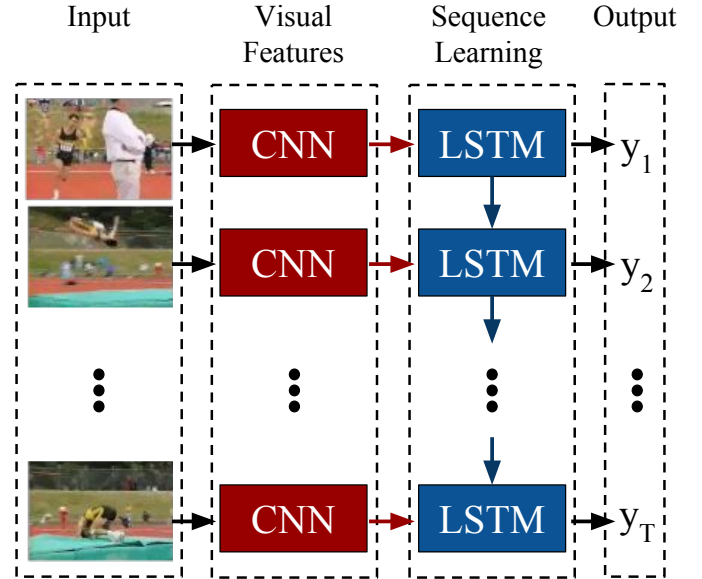 Input
Visual
Features
Sequence
Learning
Output
CNN
LSTM
y1
CNN
LSTM
y2
CNN
LSTM
yT